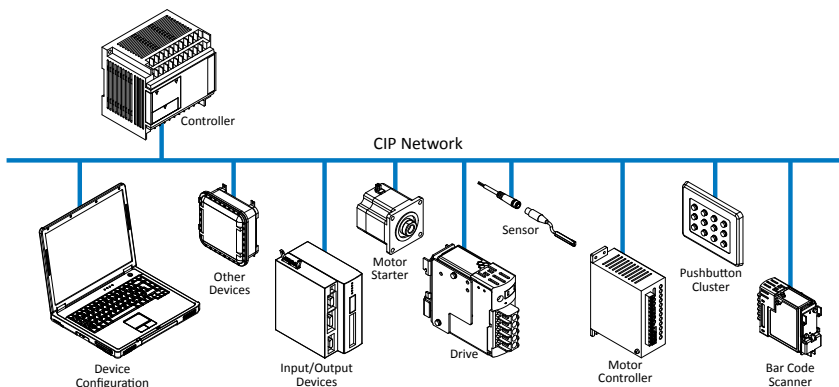 Controller
CIP Network
Device
Configuration
Other
Devices
Input/Output
Devices
Motor
Starter
Drive
Sensor
Motor
Controller
Pushbutton
Cluster
Bar Code
Scanner